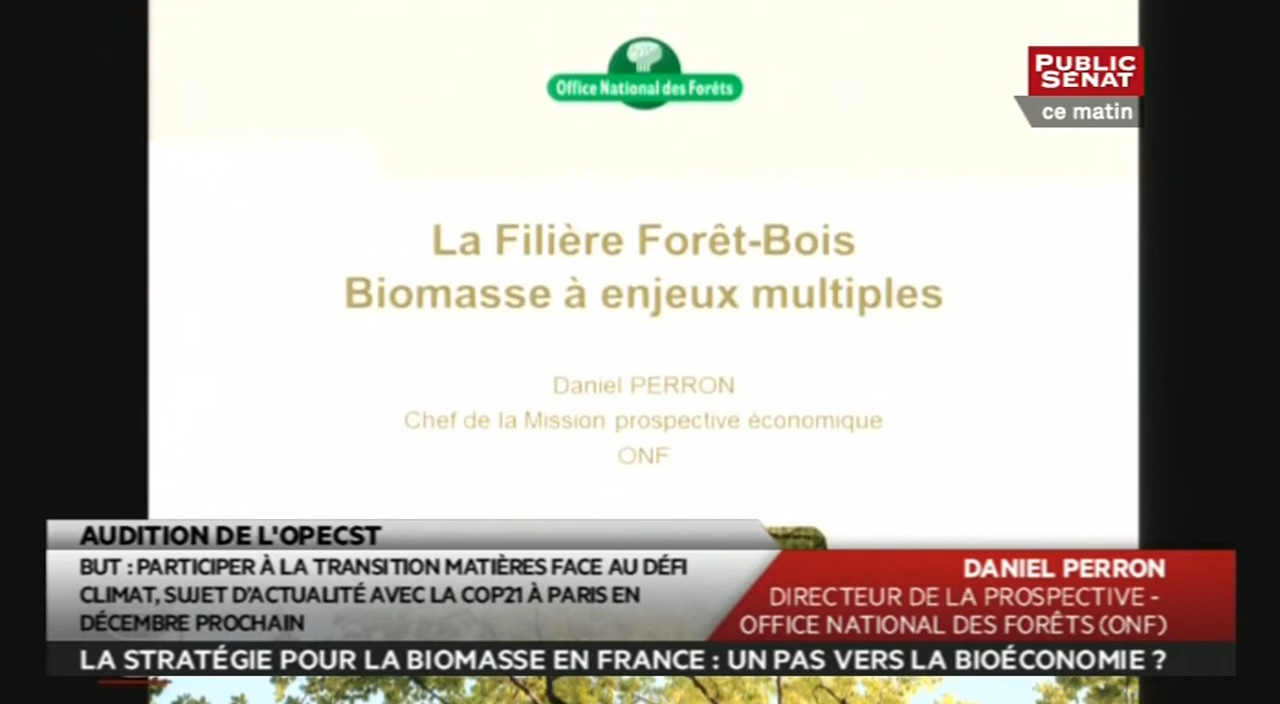 Office National des Forêts
PUBLIC
SÉNAT
ce matin
La Filière Forêt-Bois
Biomasse à enjeux multiples
Daniel PERRON
Chef de la Mission prospective économique
ONF
AUDITION DE L'OPECST
BUT : PARTICIPER À LA TRANSITION MATIÈRES FACE AU DÉFI
CLIMAT, SUJET D'ACTUALITÉ AVEC LA COP21 À PARIS EN
DÉCEMBRE PROCHAIN
DANIEL PERRON
DIRECTEUR DE LA PROSPECTIVE -
OFFICE NATIONAL DES FORÊTS (ONF)
LA STRATÉGIE POUR LA BIOMASSE EN FRANCE : UN PAS VERS LA BIOÉCONOMIE ?